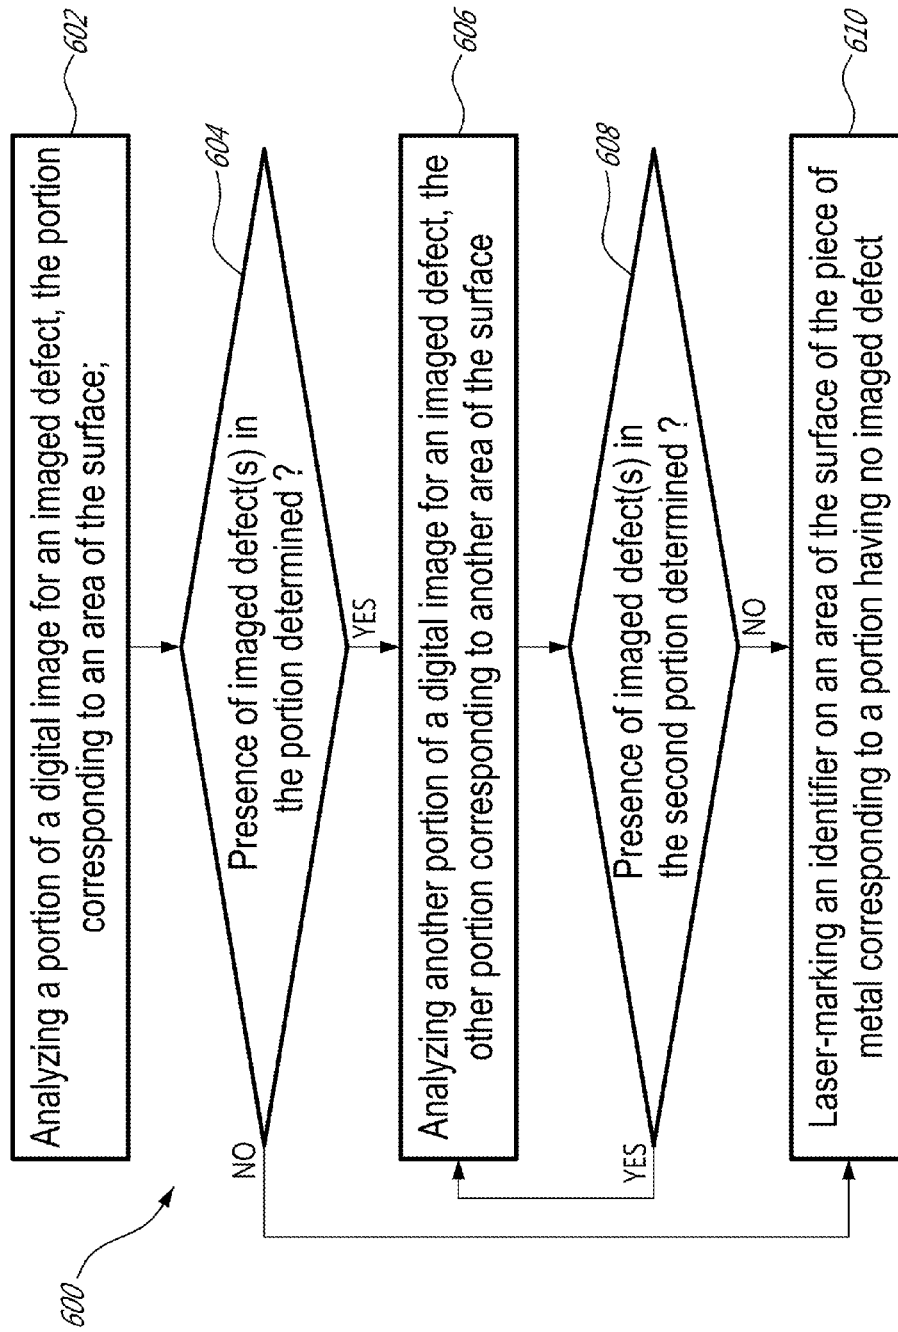 600
Analyzing a portion of a digital image for an imaged defect, the portion
corresponding to an area of the surface;
602
Presence of imaged defect(s) in
the portion determined ?
604
NO
YES
Analyzing another portion of a digital image for an imaged defect, the
other portion corresponding to another area of the surface
606
Presence of imaged defect(s) in
the second portion determined ?
608
YES
NO
Laser-marking an identifier on an area of the surface of the piece of
metal corresponding to a portion having no imaged defect
610